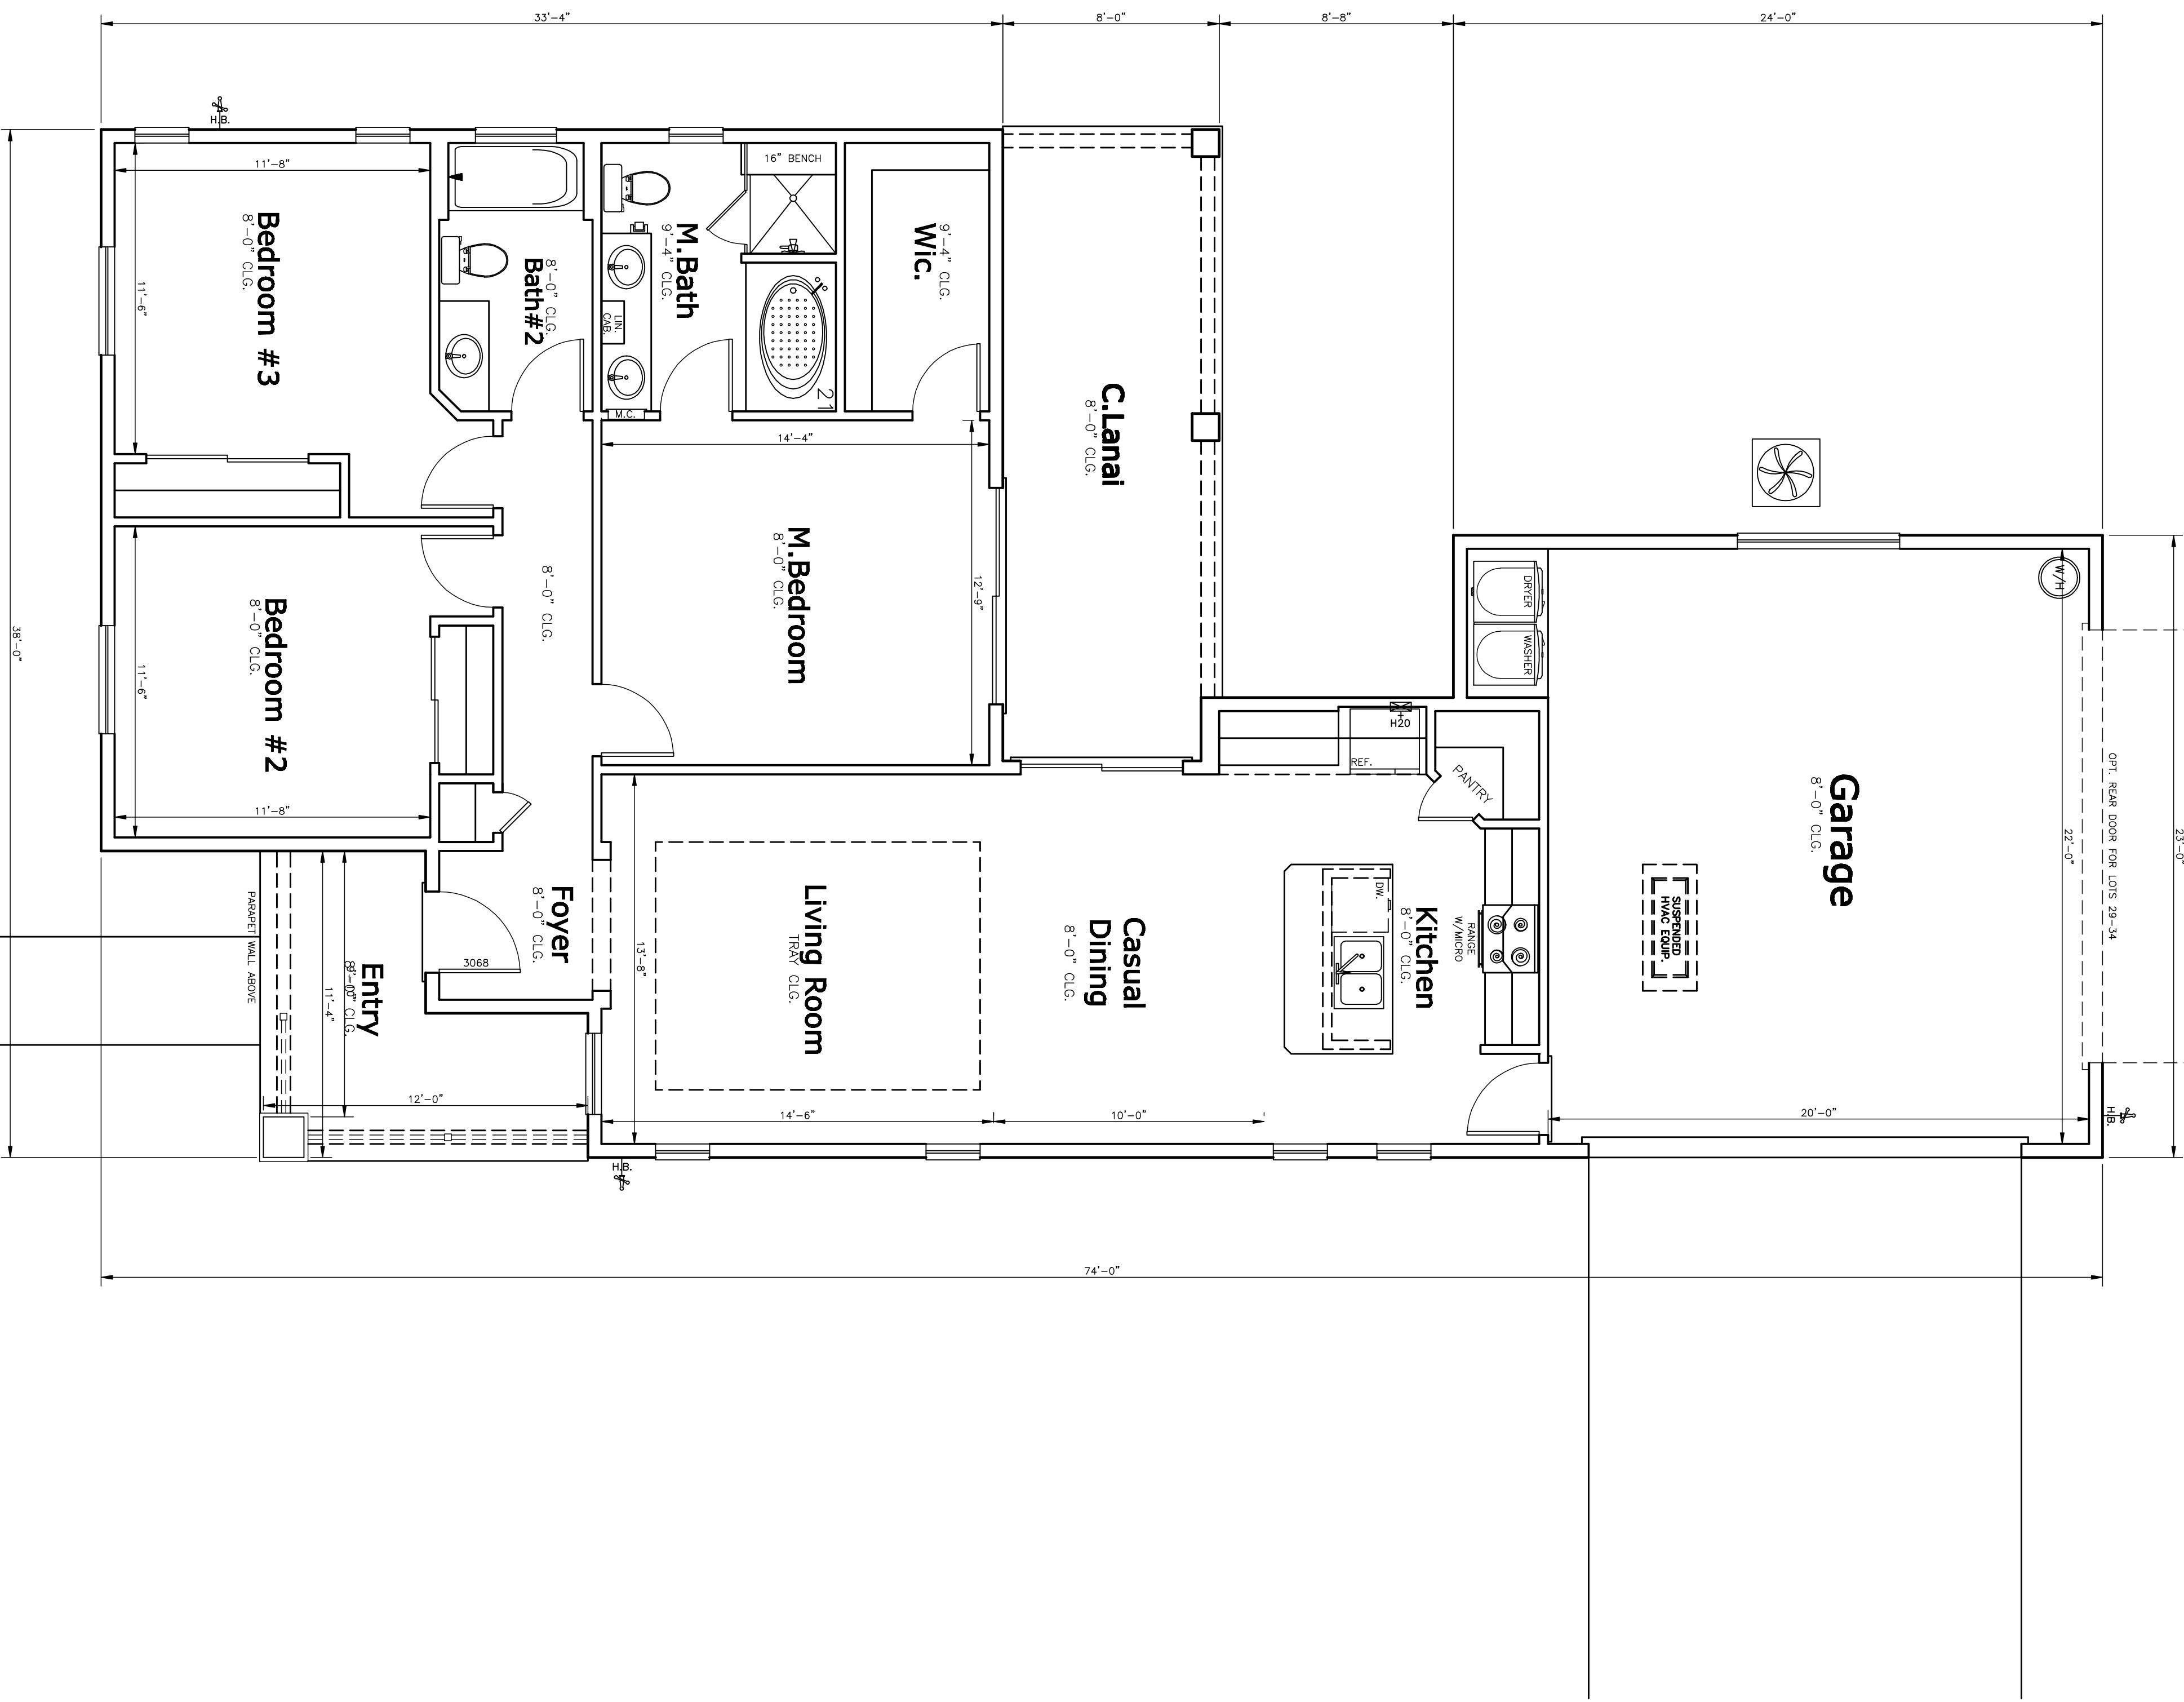 33'-4"
8'-0"
8'-8"
24'-0"
H.B.
11'-8"
11'-6"
Bedroom #3
8'-0" CLG.
Bath#2
8'-0" CLG.
M.Bath
9'-4" CLG.
LIN.
CAB.
M.C.
16" BENCH
21
9'-4" CLG.
Wic.
C.Lanai
8'-0" CLG.
14'-4"
12'-9"
M.Bedroom
8'-0" CLG.
8'-0" CLG.
Bedroom #2
8'-0" CLG.
11'-6"
11'-8"
38'-0"
DRYER
WASHER
W/H
H20
REF.
PANTRY
Garage
8'-0" CLG.
22'-0"
23'-0"
OPT. REAR DOOR FOR LOTS 29-34
SUSPENDED
HVAC EQUIP.
20'-0"
H.B.
Kitchen
8'-0" CLG.
RANGE
W/MICRO
DW.
Casual
Dining
8'-0" CLG.
Living Room
TRAY CLG.
13'-8"
14'-6"
10'-0"
Foyer
8'-0" CLG.
3068
Entry
CLG.
11'-4"
12'-0"
PARAPET WALL ABOVE
H.B.
74'-0"